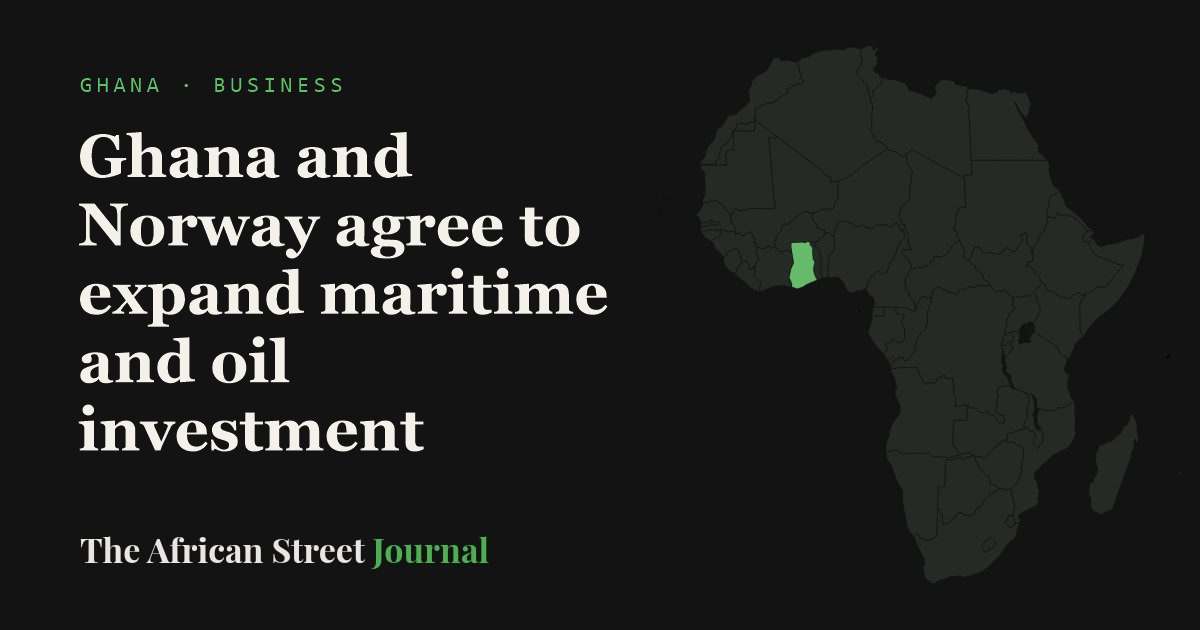 GHANA · BUSINESS
Ghana and
Norway agree to
expand maritime
and oil
investment
The African Street Journal